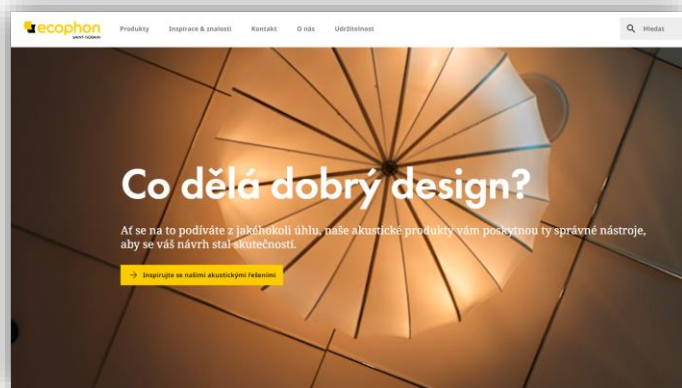 ecophon
SAINT-GOBAIN
Produkty
Inspirace & znalosti
Kontakt
O nás
Udržitelnost
Hledat
Co dělá dobrý design?
Ať se na to podíváte z jakéhokoli úhlu, naše akustické produkty vám poskytnou ty správné nástroje,
aby se váš návrh stal skutečností.
→ Inspirujte se našimi akustickými řešeními